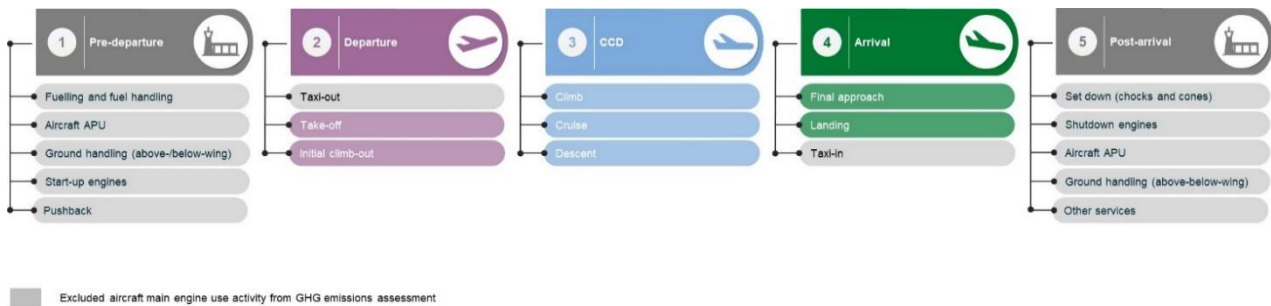 1 Pre-departure
Fuelling and fuel handling
Aircraft APU
Ground handling (above-/below-wing)
Start-up engines
Pushback
2 Departure
Taxi-out
Take-off
Initial climb-out
3 CCD
Climb
Cruise
Descent
4 Arrival
Final approach
Landing
Taxi-in
5 Post-arrival
Set down (chocks and cones)
Shutdown engines
Aircraft APU
Ground handling (above-below-wing)
Other services
Excluded aircraft main engine use activity from GHG emissions assessment